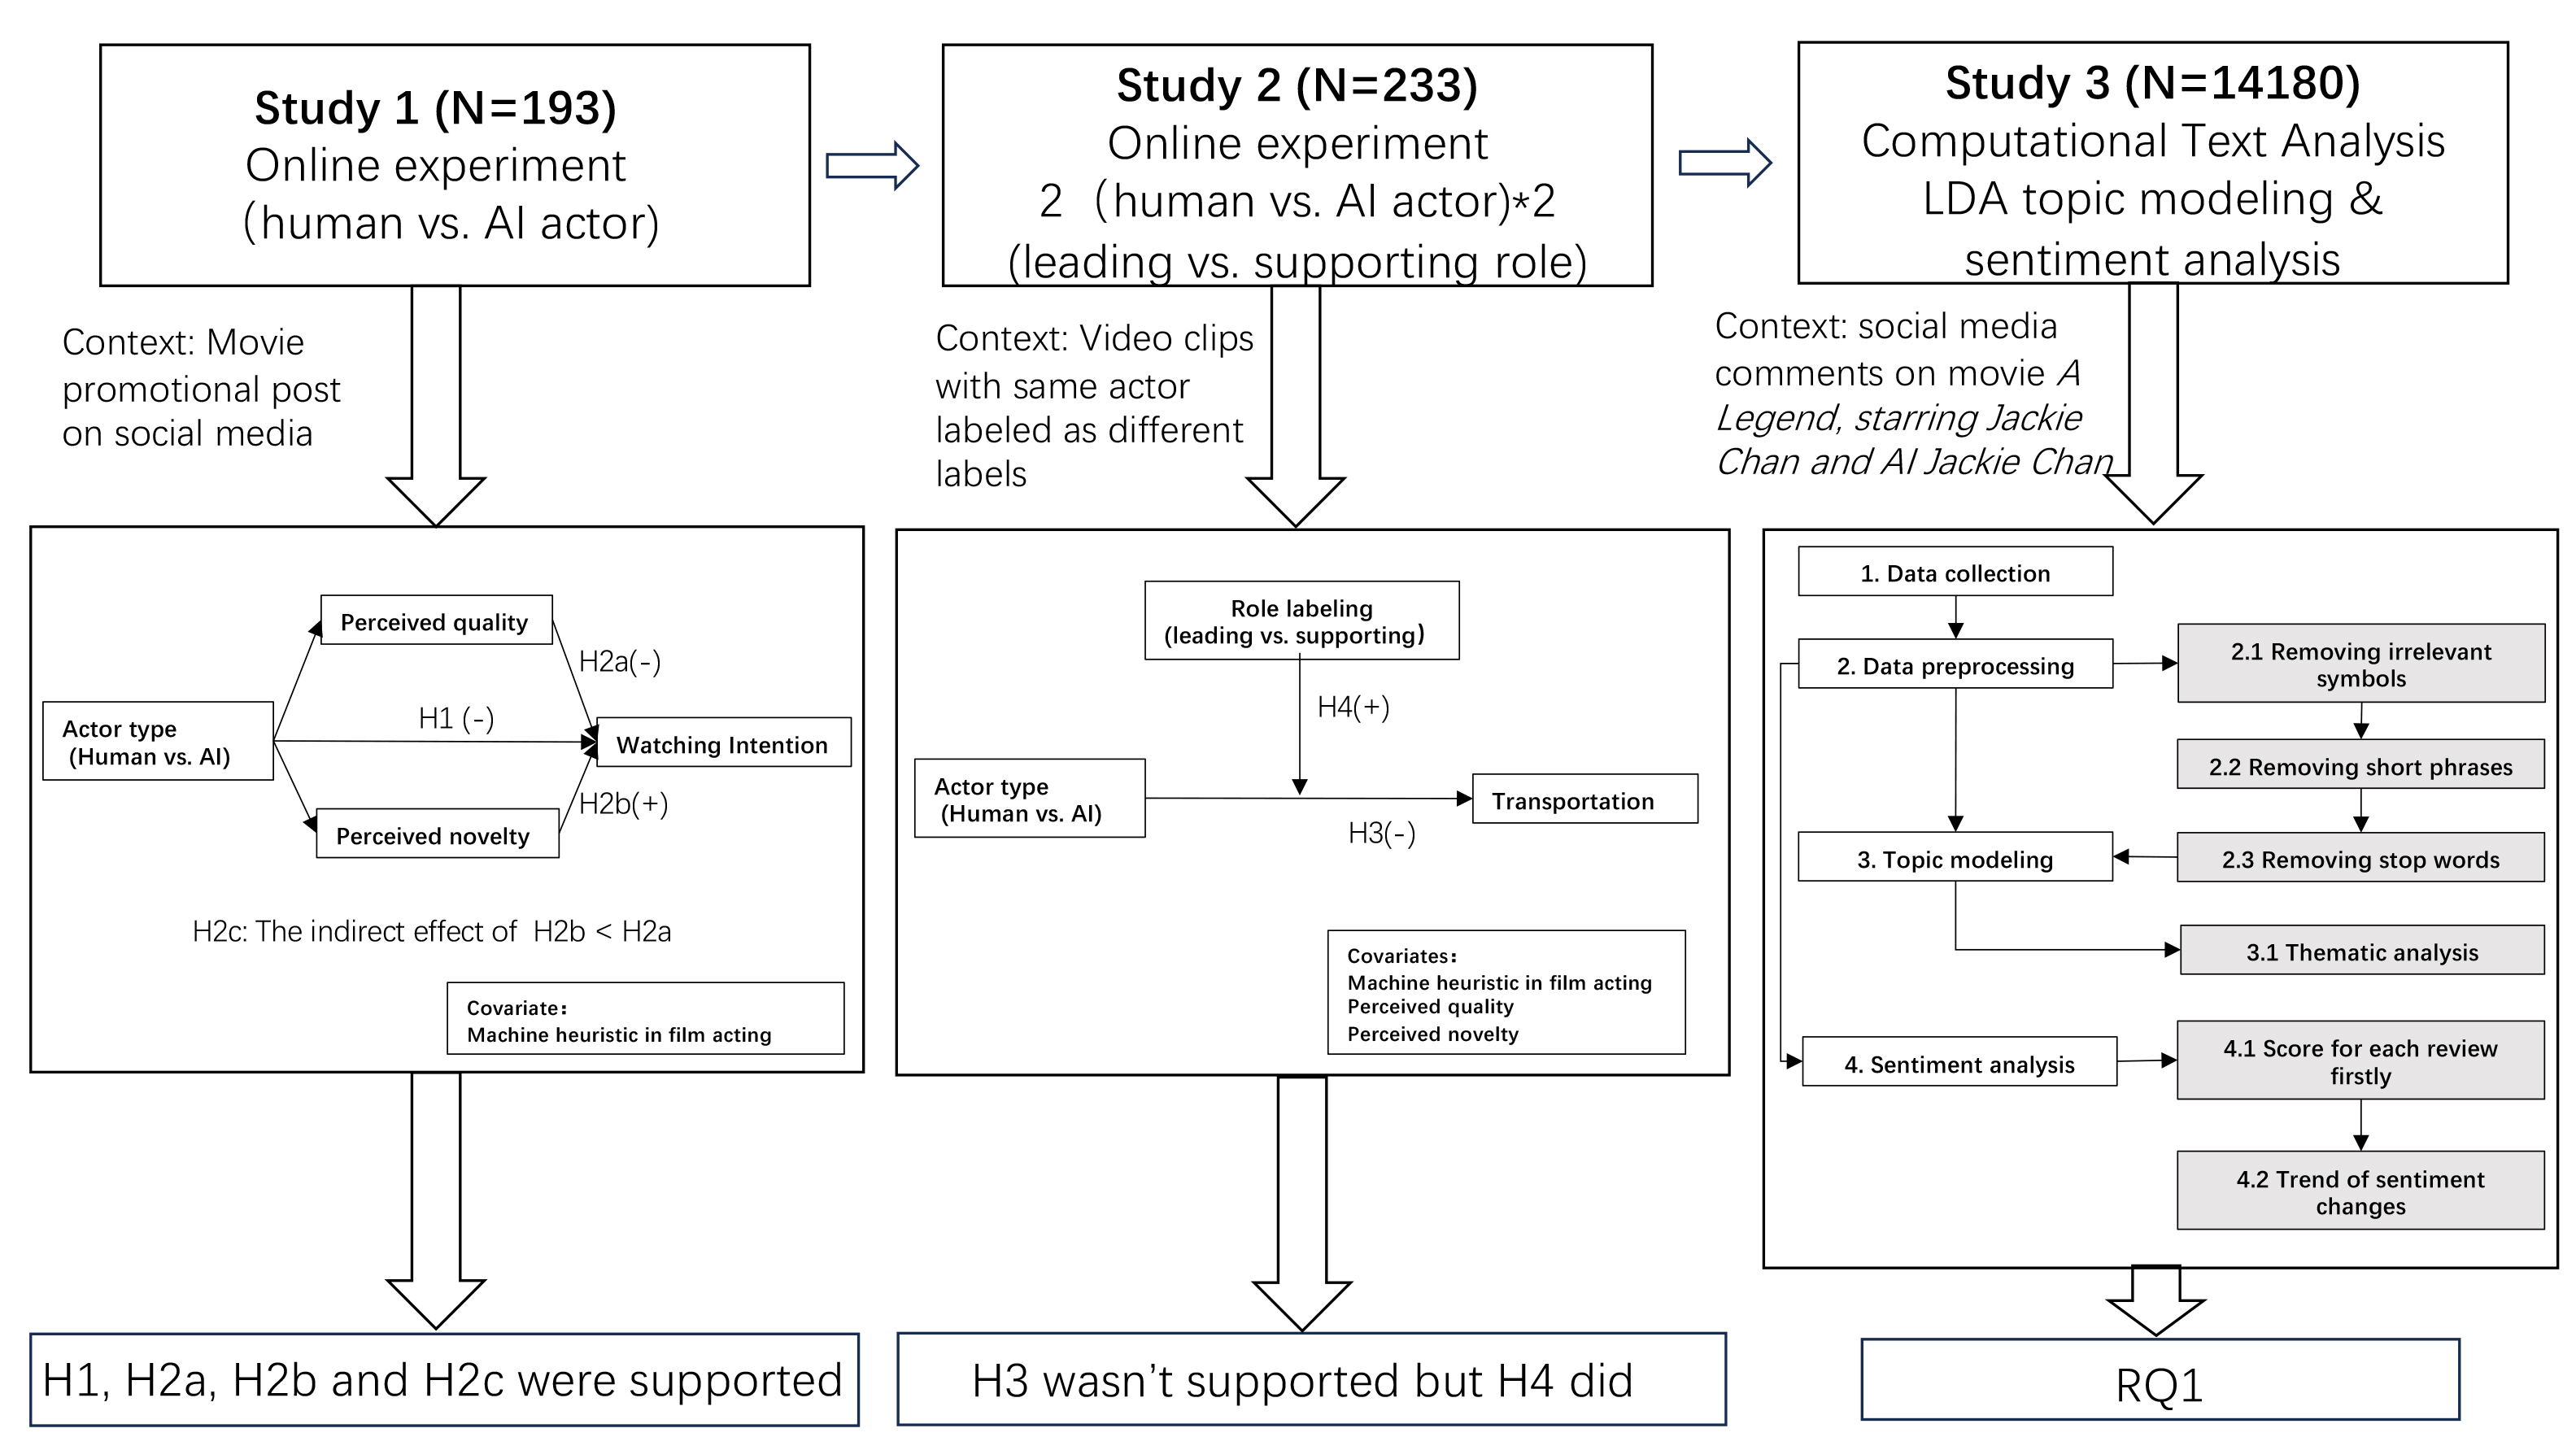 Study 1 (N=193)
Online experiment
（human vs. AI actor)
Study 2 (N=233)
Online experiment
2（human vs. AI actor)*2
(leading vs. supporting role)
Study 3 (N=14180)
Computational Text Analysis
LDA topic modeling &
sentiment analysis
Context: Movie
promotional post
on social media
Context: Video clips
with same actor
labeled as different
labels
Context: social media
comments on movie A
Legend, starring Jackie
Chan and AI Jackie Chan
Perceived quality
H2a(-)
H1 (-)
Actor type
(Human vs. AI)
Watching Intention
H2b(+)
Perceived novelty
H2c: The indirect effect of H2b < H2a
Covariate：
Machine heuristic in film acting
Role labeling
(leading vs. supporting）
H4(+)
Actor type
(Human vs. AI)
Transportation
H3(-)
Covariates：
Machine heuristic in film acting
Perceived quality
Perceived novelty
1. Data collection
2. Data preprocessing
2.1 Removing irrelevant
symbols
2.2 Removing short phrases
3. Topic modeling
2.3 Removing stop words
3.1 Thematic analysis
4. Sentiment analysis
4.1 Score for each review
firstly
4.2 Trend of sentiment
changes
H1, H2a, H2b and H2c were supported
H3 wasn’t supported but H4 did
RQ1